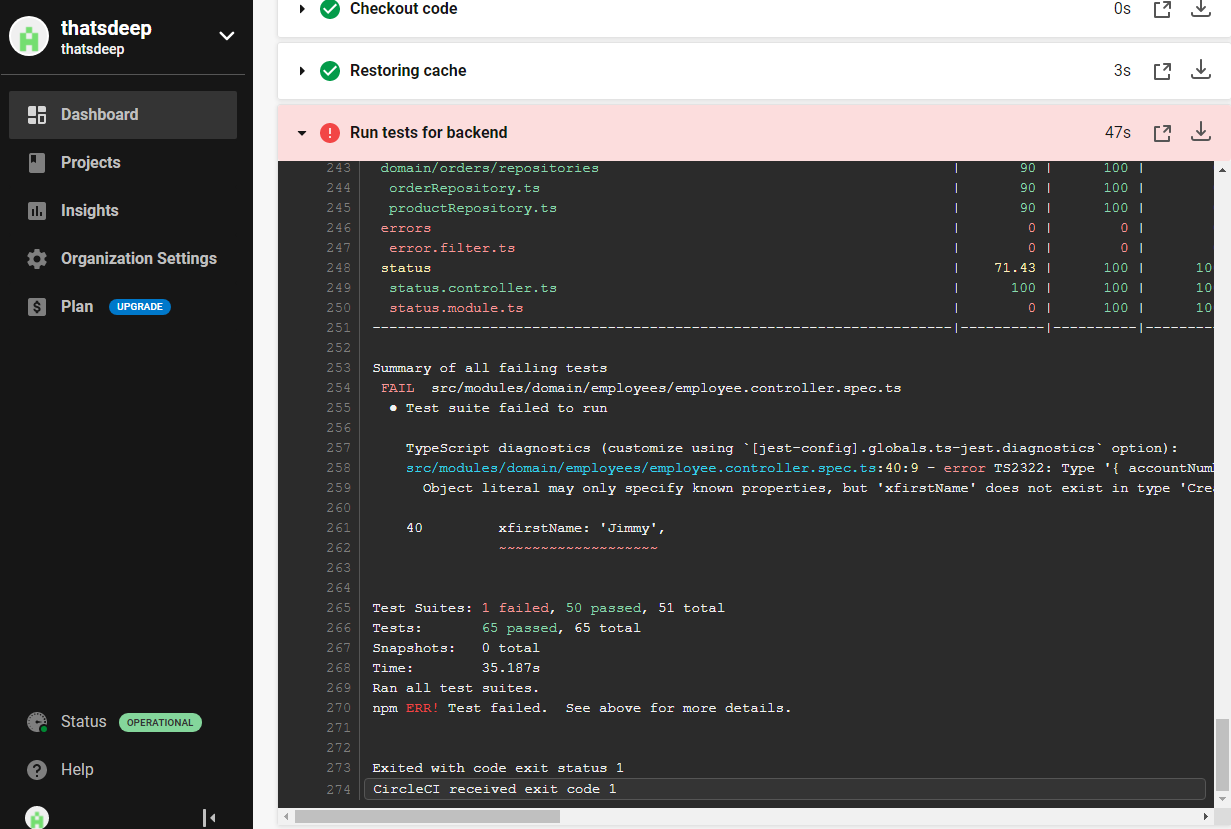 thatsdeep
thatsdeep
Dashboard
Projects
Insights
Organization Settings
Plan UPGRADE
Status OPERATIONAL
Help
Checkout code 0s
Restoring cache 3s
! Run tests for backend 47s
243 domain/orders/repositories | 90 | 100 |
244 orderRepository.ts | 90 | 100 |
245 productRepository.ts | 90 | 100 |
246 errors | 0 | 0 |
247 error.filter.ts | 0 | 0 |
248 status | 71.43 | 100 | 10
249 status.controller.ts | 100 | 100 | 10
250 status.module.ts | 0 | 100 | 10
251 ---------------------------------------------------------------------|----------|----------|--------
252
253 Summary of all failing tests
254 FAIL src/modules/domain/employees/employee.controller.spec.ts
255 ● Test suite failed to run
256
257 TypeScript diagnostics (customize using `[jest-config].globals.ts-jest.diagnostics` option):
258 src/modules/domain/employees/employee.controller.spec.ts:40:9 - error TS2322: Type '{ accountNum
259 Object literal may only specify known properties, but 'xfirstName' does not exist in type 'Cre
260
261 40 xfirstName: 'Jimmy',
262 ~~~~~~~~~~~~~~~~~~~
263
264
265 Test Suites: 1 failed, 50 passed, 51 total
266 Tests: 65 passed, 65 total
267 Snapshots: 0 total
268 Time: 35.187s
269 Ran all test suites.
270 npm ERR! Test failed. See above for more details.
271
272
273 Exited with code exit status 1
274 CircleCI received exit code 1